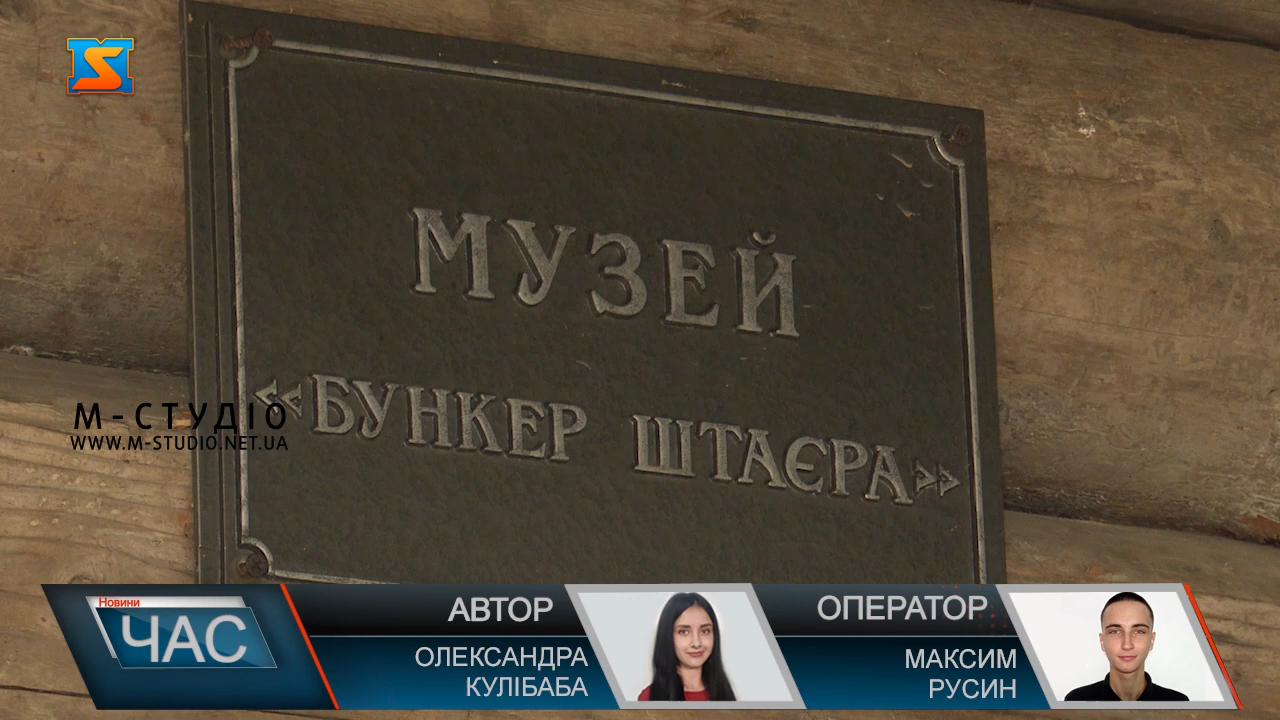 МУЗЕЙ
«БУНКЕР ШТАЄРА»
М-СТУДІО
WWW.M-STUDIO.NET.UA
Новини
ЧАС
АВТОР
ОЛЕКСАНДРА
КУЛІБАБА
ОПЕРАТОР
МАКСИМ
РУСИН